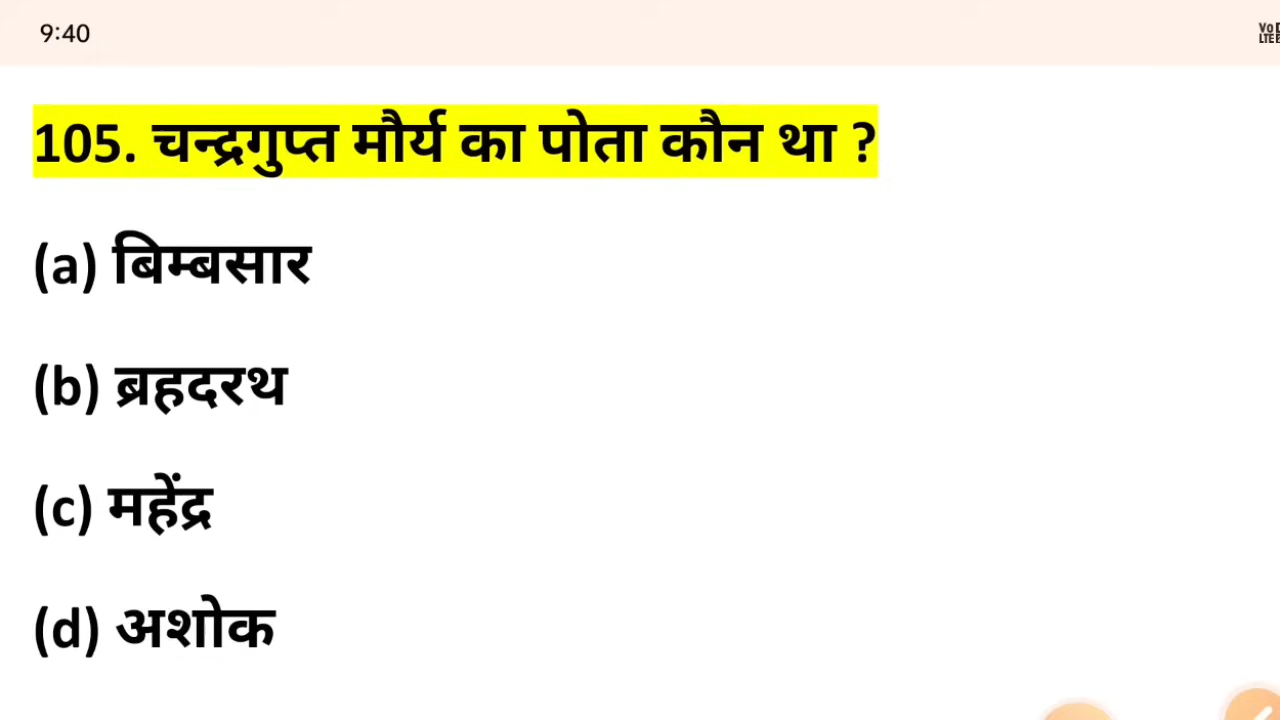 9:40
105. चन्द्रगुप्त मौर्य का पोता कौन था ?
(a) बिम्बसार
(b) ब्रहदरथ
(c) महेंद्र
(d) अशोक